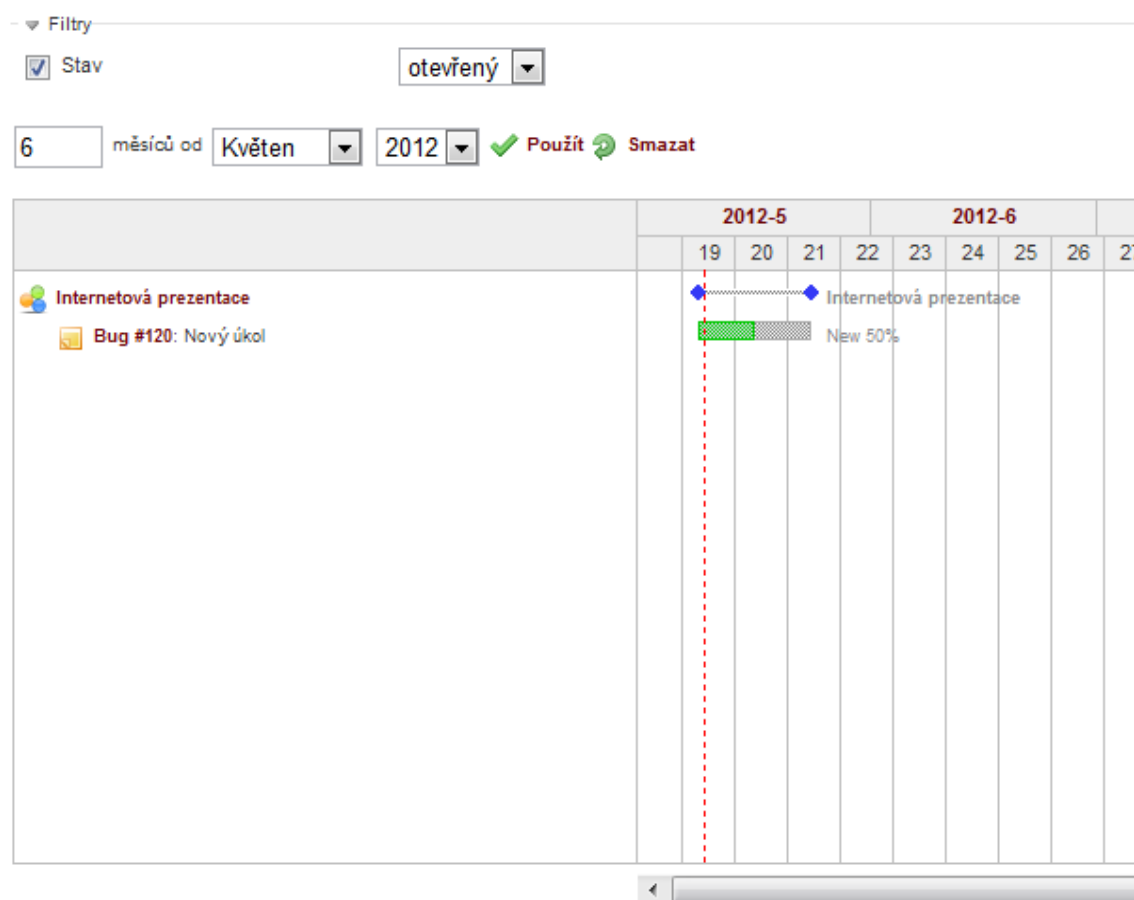 Filtry
Stav otevřený
6 měsíců od Květen 2012 Použít Smazat
2012-5 2012-6
19 20 21 22 23 24 25 26
Internetová prezentace Internetová prezentace
Bug #120: Nový úkol New 50%